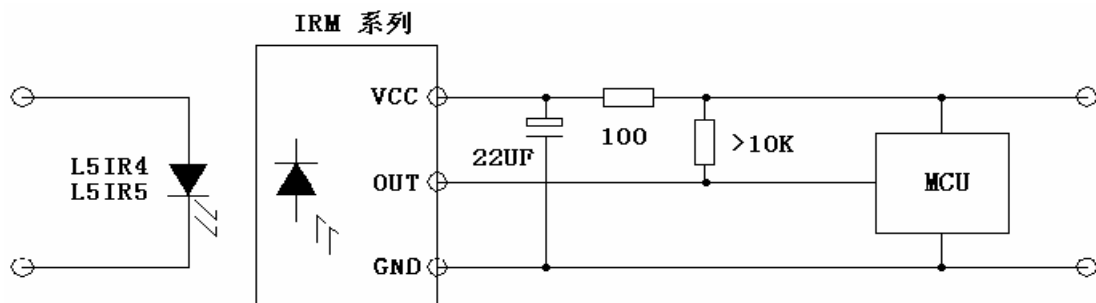 IRM 系列
VCC
100
22UF
>10K
L5IR4
L5IR5
OUT
MCU
GND